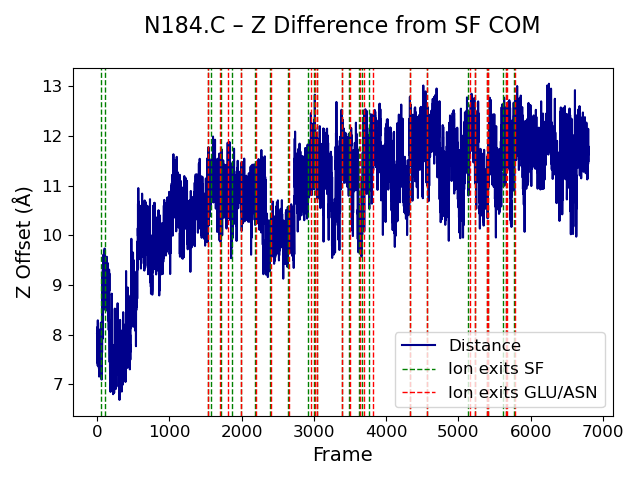 N184.C – Z Difference from SF COM
Z Offset (Å)
13
12
11
10
9
8
7
Distance
Ion exits SF
Ion exits GLU/ASN
0 1000 2000 3000 4000 5000 6000 7000
Frame